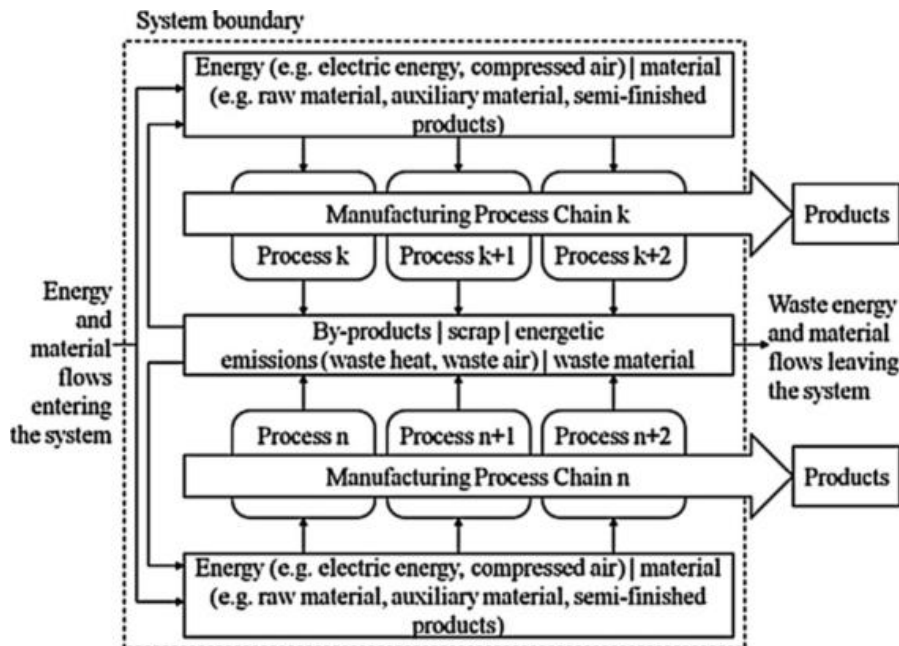 System boundary
Energy (e.g. electric energy, compressed air) | material
(e.g. raw material, auxiliary material, semi-finished
products)
Manufacturing Process Chain k
Products
Process k
Process k+1
Process k+2
Energy
and
material
flows
entering
the system
By-products | scrap | energetic
emissions (waste heat, waste air) | waste material
Waste energy
and material
flows leaving
the system
Process n
Process n+1
Process n+2
Manufacturing Process Chain n
Products
Energy (e.g. electric energy, compressed air) | material
(e.g. raw material, auxiliary material, semi-finished
products)